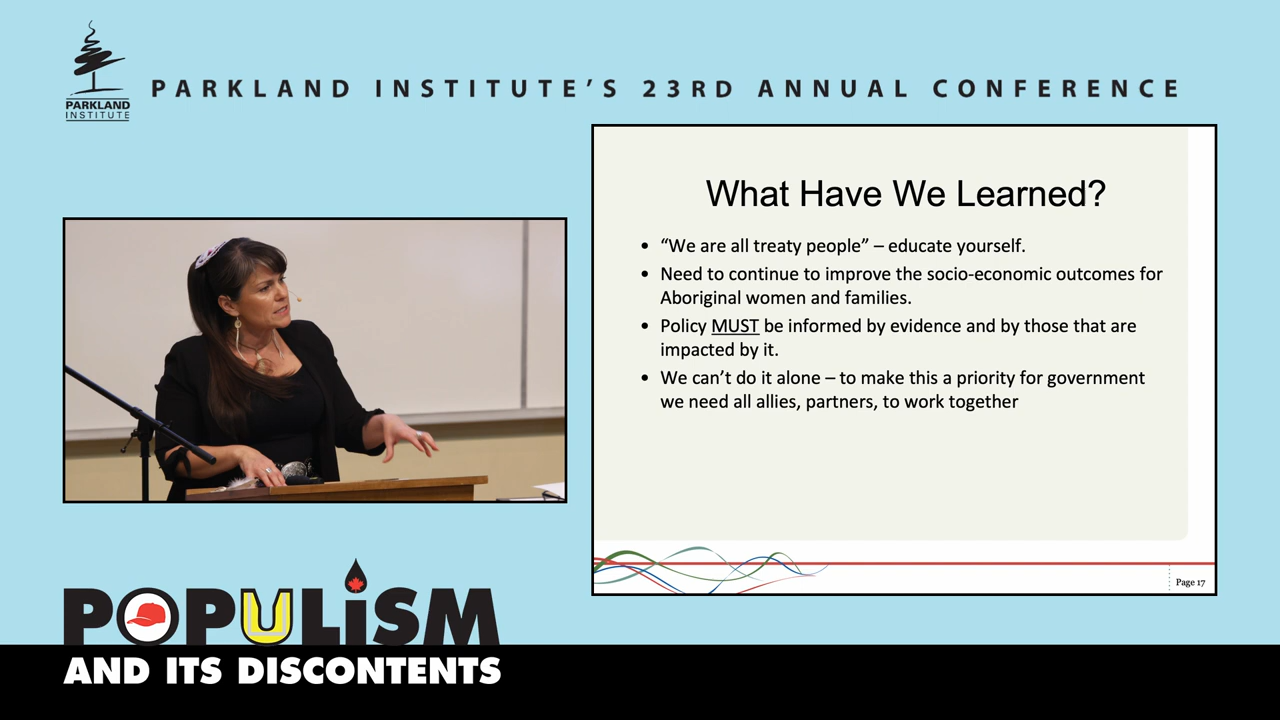 PARKLAND
INSTITUTE
PARKLAND INSTITUTE'S 23RD ANNUAL CONFERENCE
What Have We Learned?
• “We are all treaty people” – educate yourself.
• Need to continue to improve the socio-economic outcomes for
Aboriginal women and families.
• Policy MUST be informed by evidence and by those that are
impacted by it.
• We can’t do it alone – to make this a priority for government
we need all allies, partners, to work together
Page 17
POPULiSM
AND ITS DISCONTENTS